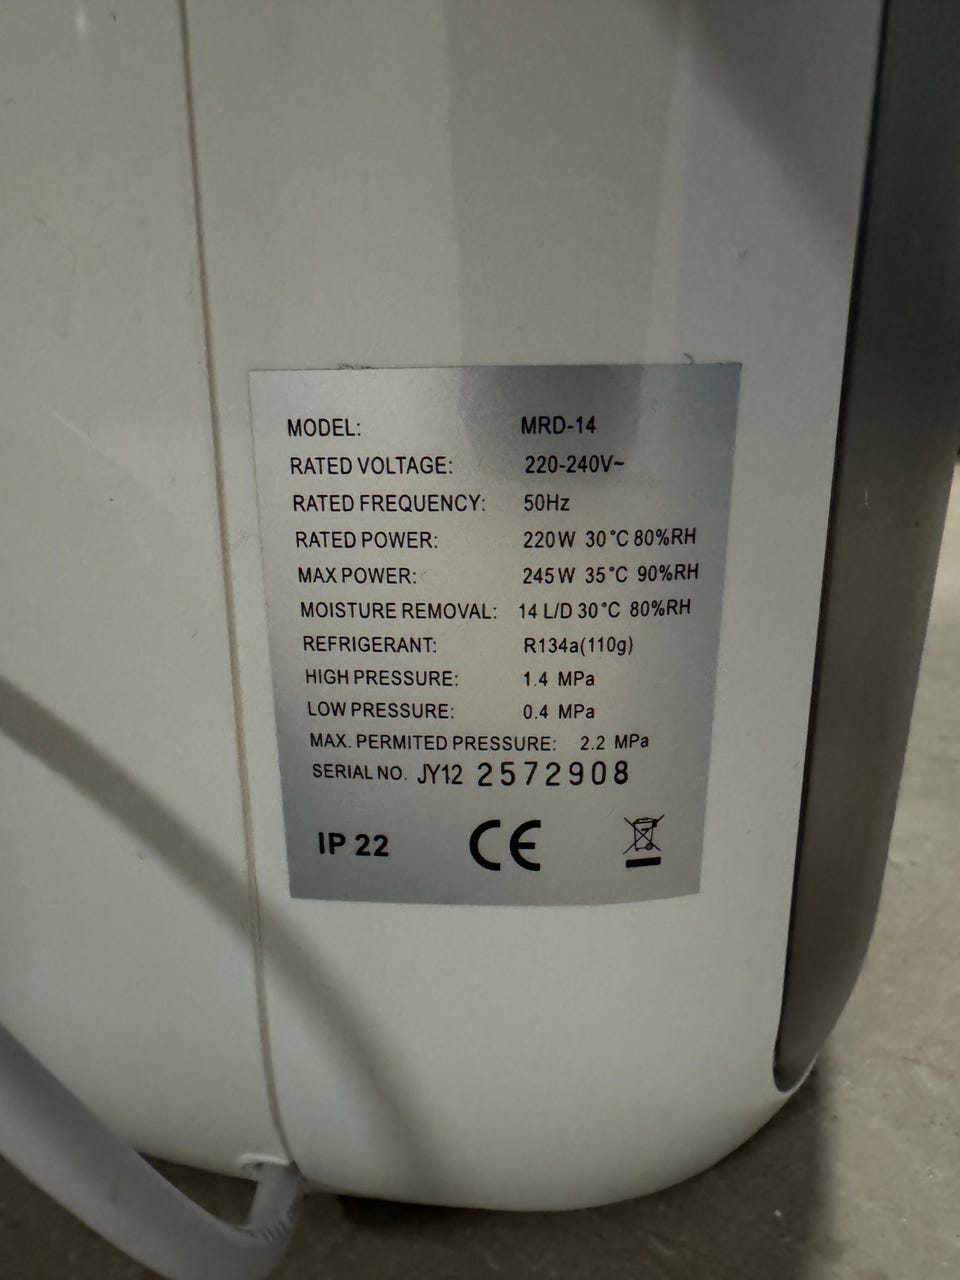 MODEL: MRD-14
RATED VOLTAGE: 220-240V~
RATED FREQUENCY: 50Hz
RATED POWER: 220W 30°C 80%RH
MAX POWER: 245W 35°C 90%RH
MOISTURE REMOVAL: 14 L/D 30°C 80%RH
REFRIGERANT: R134a(110g)
HIGH PRESSURE: 1.4 MPa
LOW PRESSURE: 0.4 MPa
MAX. PERMITED PRESSURE: 2.2 MPa
SERIAL NO. JY12 2572908
IP 22 CE